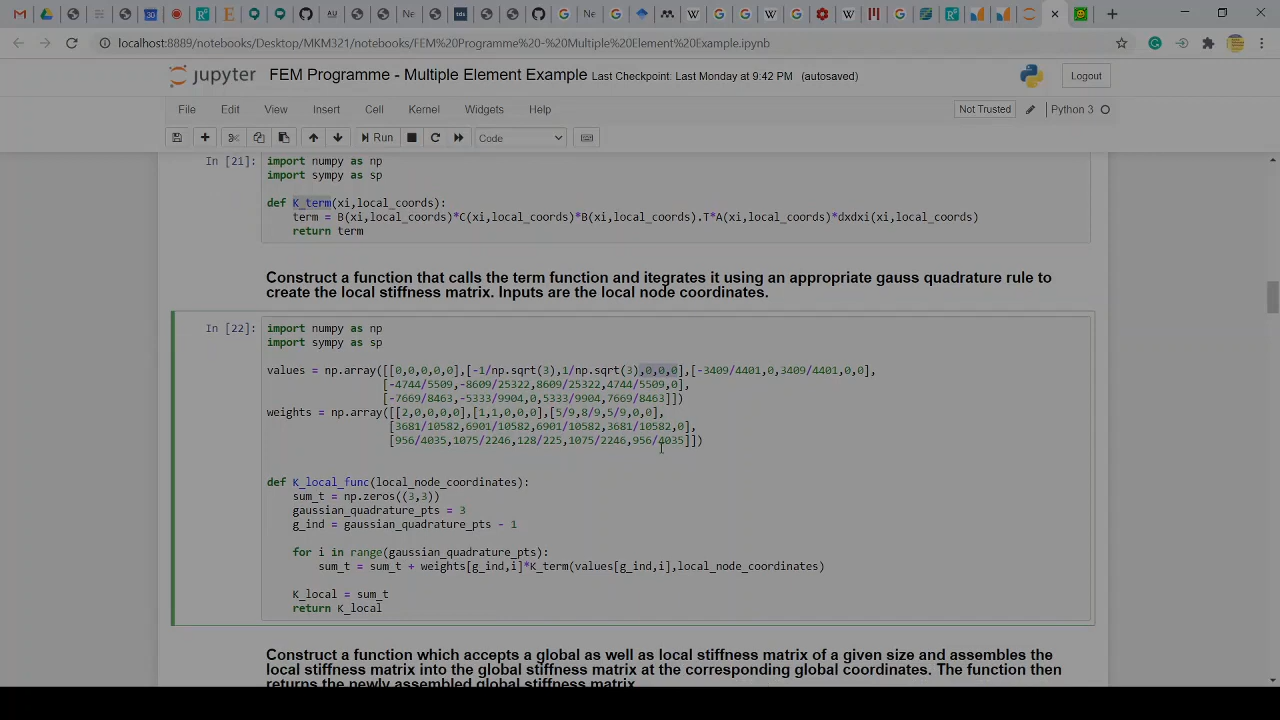 AU
Ne
tds
Ne
localhost:8889/notebooks/Desktop/MKM321/notebooks/FEM%20Programme%20-%20Multiple%20Element%20Example.ipynb
jupyter FEM Programme - Multiple Element Example Last Checkpoint: Last Monday at 9:42 PM (autosaved) Logout
File Edit View Insert Cell Kernel Widgets Help Not Trusted Python 3
Run Code
In [21]: import numpy as np
import sympy as sp
def K_term(xi,local_coords):
term = B(xi,local_coords)*C(xi,local_coords)*B(xi,local_coords).T*A(xi,local_coords)*dxdxi(xi,local_coords)
return term
Construct a function that calls the term function and itegrates it using an appropriate gauss quadrature rule to
create the local stiffness matrix. Inputs are the local node coordinates.
In [22]: import numpy as np
import sympy as sp
values = np.array([[0,0,0,0,0],[-1/np.sqrt(3),1/np.sqrt(3),0,0,0],[-3409/4401,0,3409/4401,0,0],
[-4744/5509,-8609/25322,8609/25322,4744/5509,0],
[-7669/8463,-5333/9904,0,5333/9904,7669/8463]])
weights = np.array([[2,0,0,0,0],[1,1,0,0,0],[5/9,8/9,5/9,0,0],
[3681/10582,6901/10582,6901/10582,3681/10582,0],
[956/4035,1075/2246,128/225,1075/2246,956/4035]])
def K_local_func(local_node_coordinates):
sum_t = np.zeros((3,3))
gaussian_quadrature_pts = 3
g_ind = gaussian_quadrature_pts - 1
for i in range(gaussian_quadrature_pts):
sum_t = sum_t + weights[g_ind,i]*K_term(values[g_ind,i],local_node_coordinates)
K_local = sum_t
return K_local
Construct a function which accepts a global as well as local stiffness matrix of a given size and assembles the
local stiffness matrix into the global stiffness matrix at the corresponding global coordinates. The function then
returns the newly assembled global stiffness matrix.